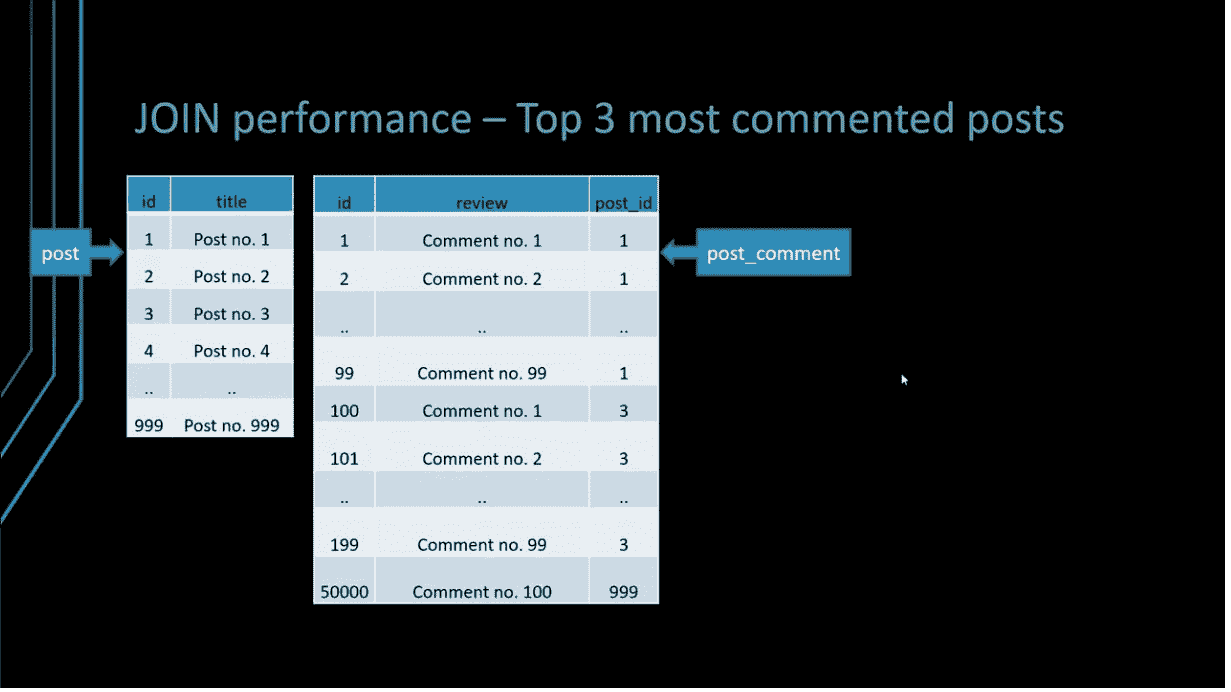 JOIN performance – Top 3 most commented posts
post
id title
1 Post no. 1
2 Post no. 2
3 Post no. 3
4 Post no. 4
.. ..
999 Post no. 999
id review post_id
1 Comment no. 1 1
2 Comment no. 2 1
.. .. ..
99 Comment no. 99 1
100 Comment no. 1 3
101 Comment no. 2 3
.. .. ..
199 Comment no. 99 3
50000 Comment no. 100 999
post_comment